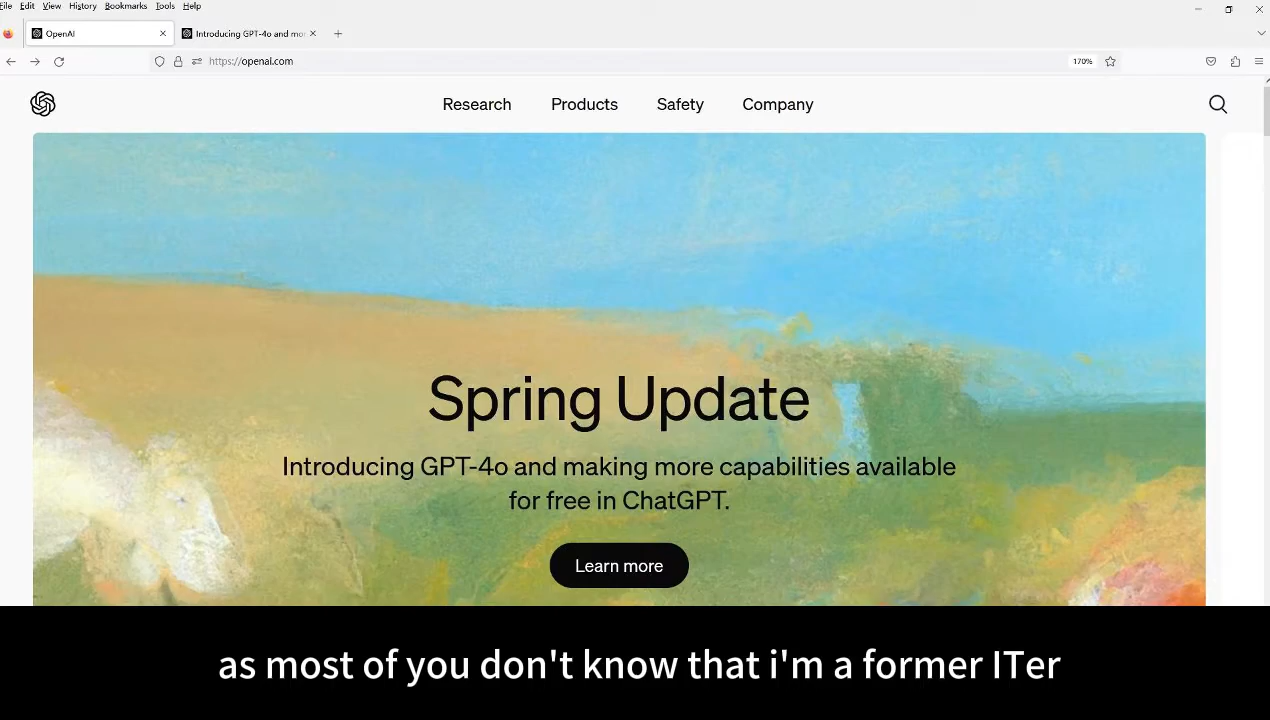 File Edit View History Bookmarks Tools Help
OpenAI
Introducing GPT-4o and mo
https://openai.com
170%
Research Products Safety Company
Spring Update
Introducing GPT-4o and making more capabilities available
for free in ChatGPT.
Learn more
as most of you don't know that i'm a former ITer